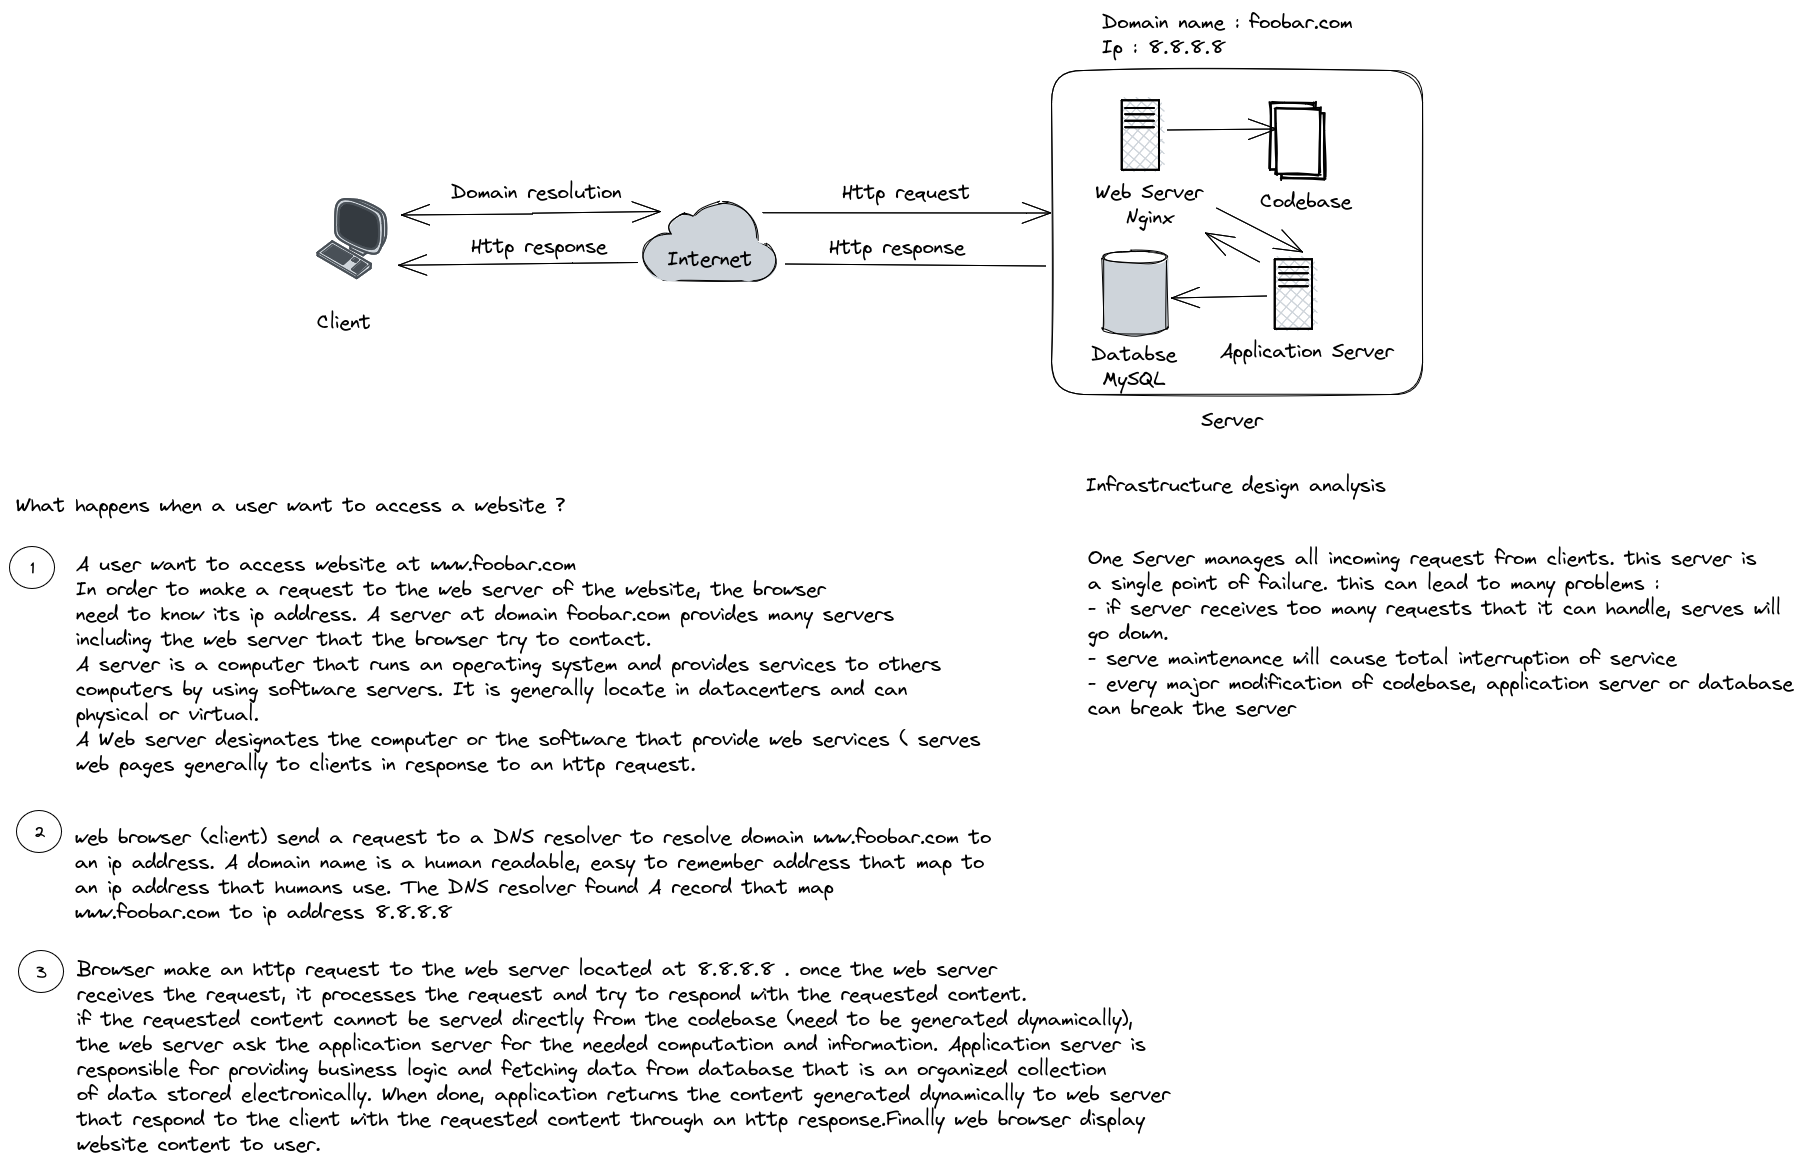 Domain name : foobar.com
Ip : 8.8.8.8
Domain resolution
Http request
Http response
Http response
Internet
Client
Web Server
Nginx
Codebase
Databse
MySQL
Application Server
Server
What happens when a user want to access a website ?
1
A user want to access website at www.foobar.com
In order to make a request to the web server of the website, the browser
need to know its ip address. A server at domain foobar.com provides many servers
including the web server that the browser try to contact.
A server is a computer that runs an operating system and provides services to others
computers by using software servers. It is generally locate in datacenters and can
physical or virtual.
A Web server designates the computer or the software that provide web services ( serves
web pages generally to clients in response to an http request.
2
web browser (client) send a request to a DNS resolver to resolve domain www.foobar.com to
an ip address. A domain name is a human readable, easy to remember address that map to
an ip address that humans use. The DNS resolver found A record that map
www.foobar.com to ip address 8.8.8.8
3
Browser make an http request to the web server located at 8.8.8.8 . once the web server
receives the request, it processes the request and try to respond with the requested content.
if the requested content cannot be served directly from the codebase (need to be generated dynamically),
the web server ask the application server for the needed computation and information. Application server is
responsible for providing business logic and fetching data from database that is an organized collection
of data stored electronically. When done, application returns the content generated dynamically to web server
that respond to the client with the requested content through an http response.Finally web browser display
website content to user.
Infrastructure design analysis
One Server manages all incoming request from clients. this server is
a single point of failure. this can lead to many problems :
- if server receives too many requests that it can handle, serves will
go down.
- serve maintenance will cause total interruption of service
- every major modification of codebase, application server or database
can break the server